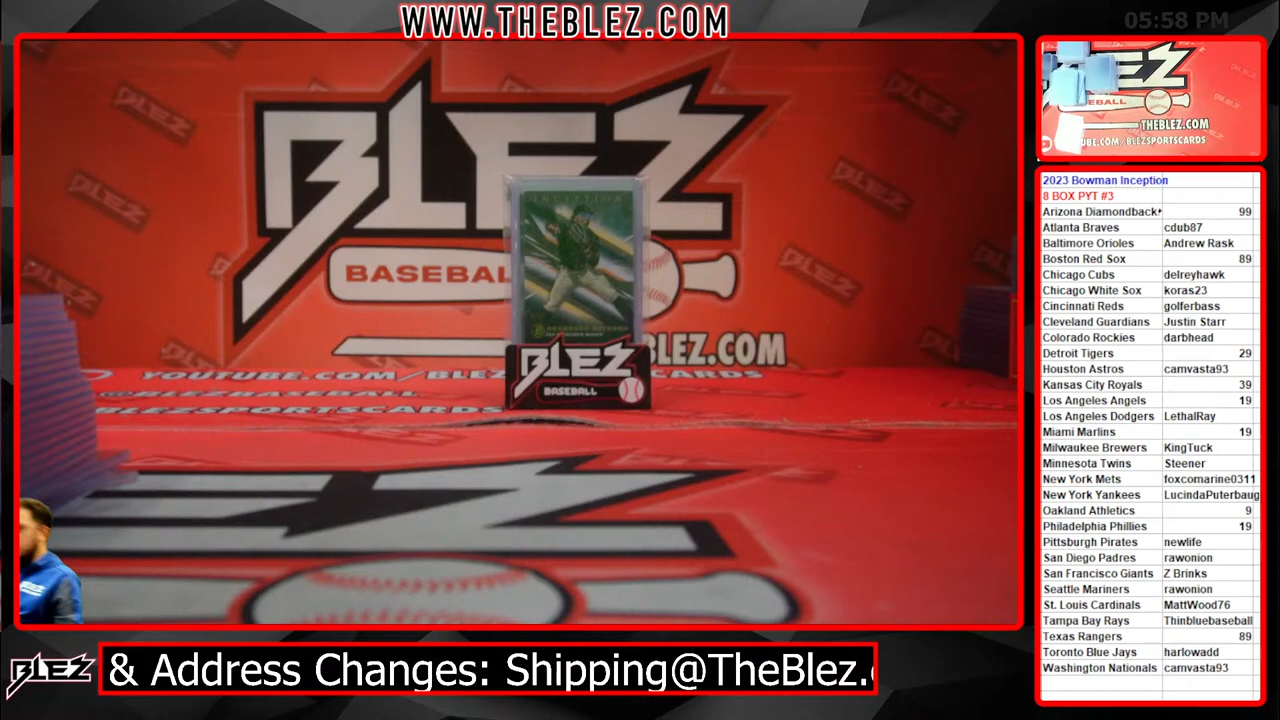 WWW.THEBLEZ.COM
05:58 PM
BLEZ
BASEBALL
THEBLEZ.COM
BLEZ
BLEZ
BLEZ
BASEBAL
BLEZ.COM
YOUTUBE.COM/BLEZ
CARDS
BLEZ
BASEBALL
2023 Bowman Inception
8 BOX PYT #3
Arizona Diamondback 99
Atlanta Braves cdub87
Baltimore Orioles Andrew Rask
Boston Red Sox 89
Chicago Cubs delreyhawk
Chicago White Sox koras23
Cincinnati Reds golferbass
Cleveland Guardians Justin Starr
Colorado Rockies darbhead
Detroit Tigers 29
Houston Astros camvasta93
Kansas City Royals 39
Los Angeles Angels 19
Los Angeles Dodgers LethalRay
Miami Marlins 19
Milwaukee Brewers KingTuck
Minnesota Twins Steener
New York Mets foxcomarine0311
New York Yankees LucindaPuterbaug
Oakland Athletics 9
Philadelphia Phillies 19
Pittsburgh Pirates newlife
San Diego Padres rawonion
San Francisco Giants Z Brinks
Seattle Mariners rawonion
St. Louis Cardinals MattWood76
Tampa Bay Rays Thinbluebaseball
Texas Rangers 89
Toronto Blue Jays harlowadd
Washington Nationals camvasta93
BLEZ
& Address Changes: Shipping@TheBlez.